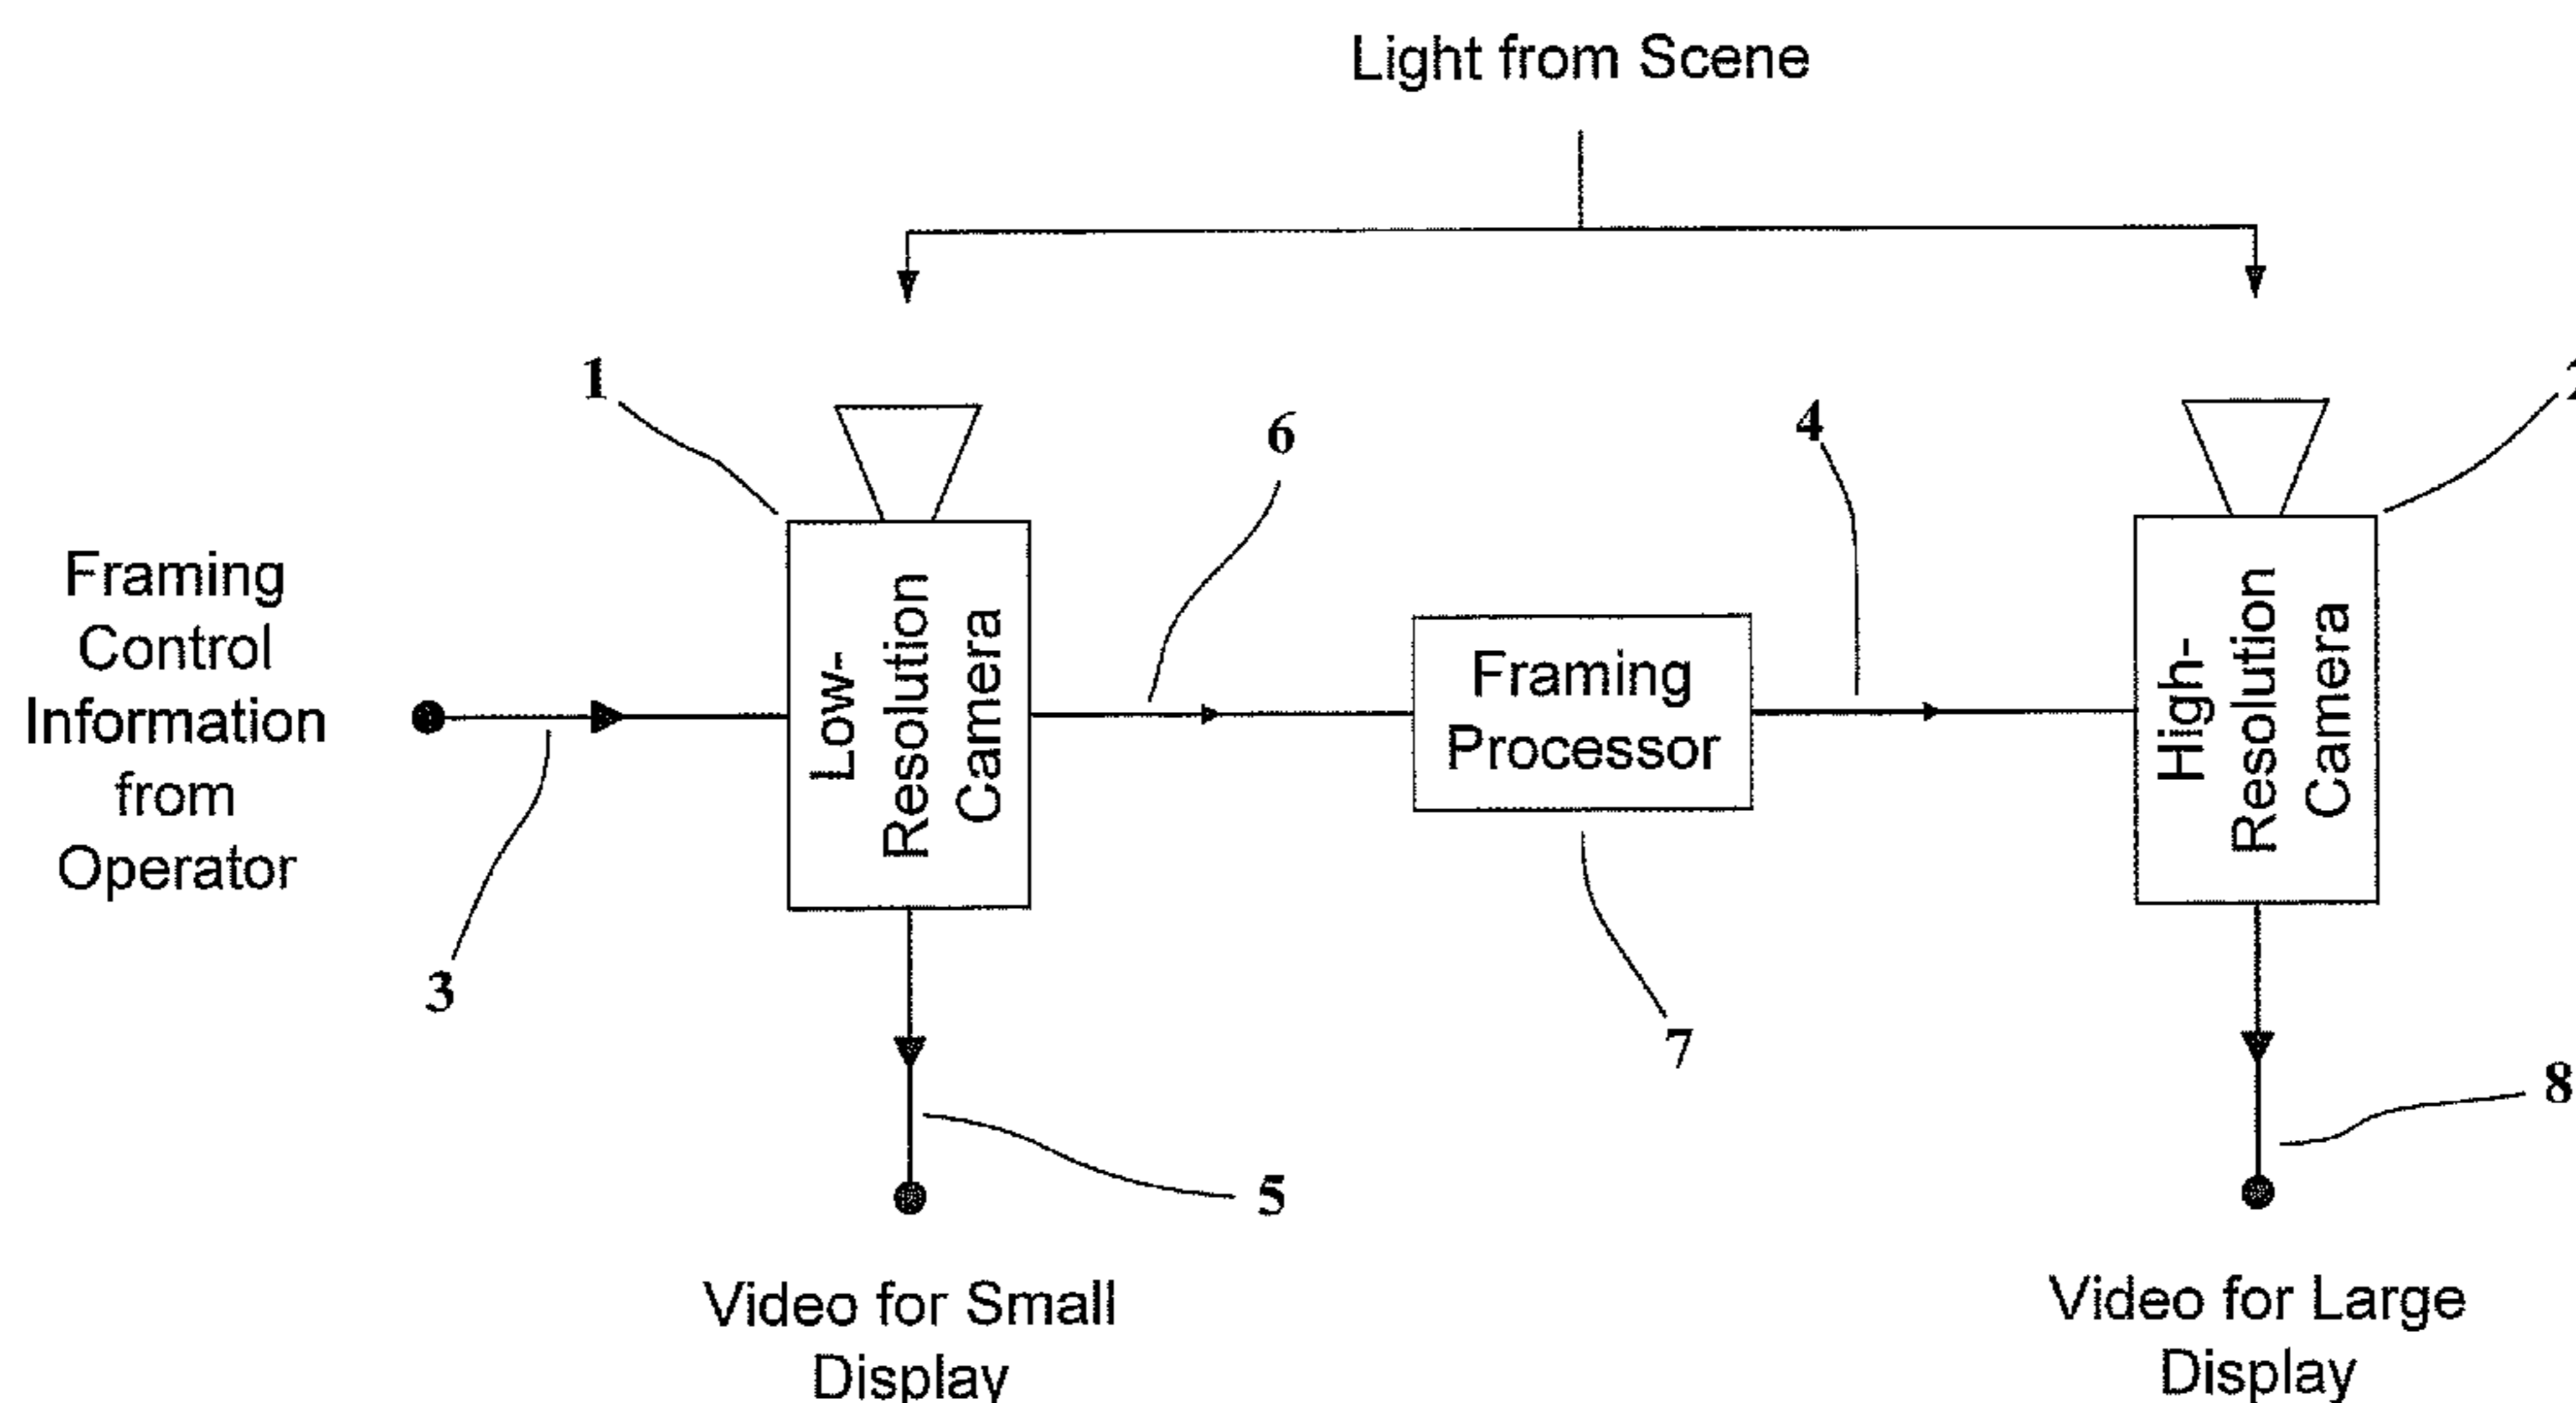 Light from Scene
1
6
4
2
Framing
Control
Information
from
Operator
Low-
Resolution
Camera
Framing
Processor
High-
Resolution
Camera
3
7
5
8
Video for Small
Display
Video for Large
Display